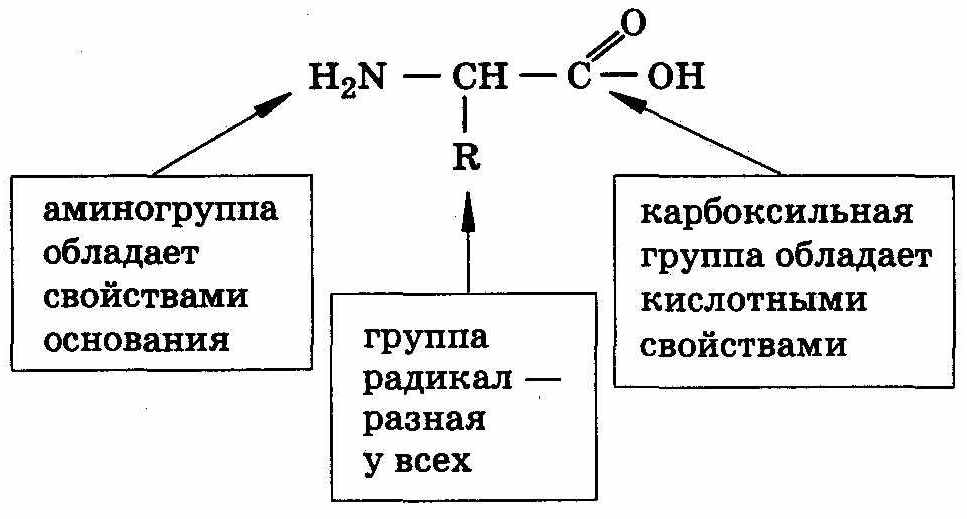 O
H₂N — CH — C — OH
R
аминогруппа
обладает
свойствами
основания
группа
радикал —
разная
у всех
карбоксильная
группа обладает
кислотными
свойствами